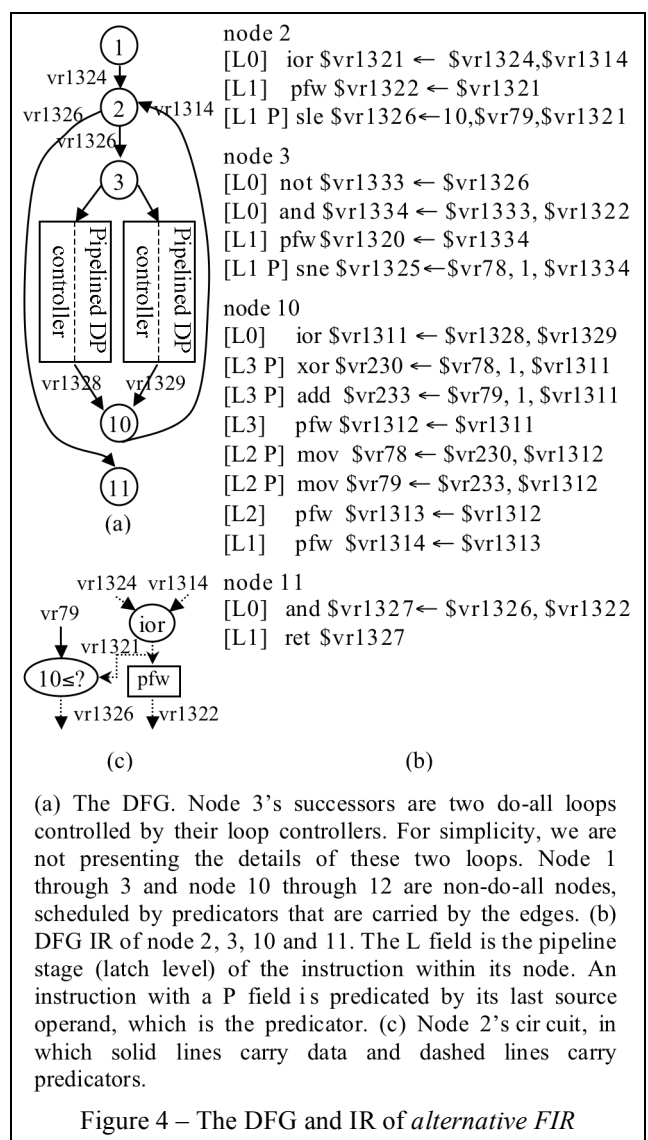 1
vr1324
vr1326
2
vr1314
vr1326
3
Pipelined DP
controller
Pipelined DP
controller
vr1328
vr1329
10
11
(a)
node 2
[L0] ior $vr1321 ← $vr1324,$vr1314
[L1] pfw $vr1322 ← $vr1321
[L1 P] sle $vr1326←10,$vr79,$vr1321
node 3
[L0] not $vr1333 ← $vr1326
[L0] and $vr1334 ← $vr1333, $vr1322
[L1] pfw$vr1320 ← $vr1334
[L1 P] sne $vr1325←$vr78, 1, $vr1334
node 10
[L0] ior $vr1311 ← $vr1328, $vr1329
[L3 P] xor $vr230 ← $vr78, 1, $vr1311
[L3 P] add $vr233 ← $vr79, 1, $vr1311
[L3] pfw $vr1312 ← $vr1311
[L2 P] mov $vr78 ← $vr230, $vr1312
[L2 P] mov $vr79 ← $vr233, $vr1312
[L2] pfw $vr1313 ← $vr1312
[L1] pfw $vr1314 ← $vr1313
node 11
[L0] and $vr1327← $vr1326, $vr1322
[L1] ret $vr1327
vr1324 vr1314
vr79
ior
vr1321
10≤?
pfw
vr1326
vr1322
(c)
(b)
(a) The DFG. Node 3's successors are two do-all loops
controlled by their loop controllers. For simplicity, we are
not presenting the details of these two loops. Node 1
through 3 and node 10 through 12 are non-do-all nodes,
scheduled by predicators that are carried by the edges. (b)
DFG IR of node 2, 3, 10 and 11. The L field is the pipeline
stage (latch level) of the instruction within its node. An
instruction with a P field is predicated by its last source
operand, which is the predicator. (c) Node 2's cir cuit, in
which solid lines carry data and dashed lines carry
predicators.
Figure 4 – The DFG and IR of alternative FIR